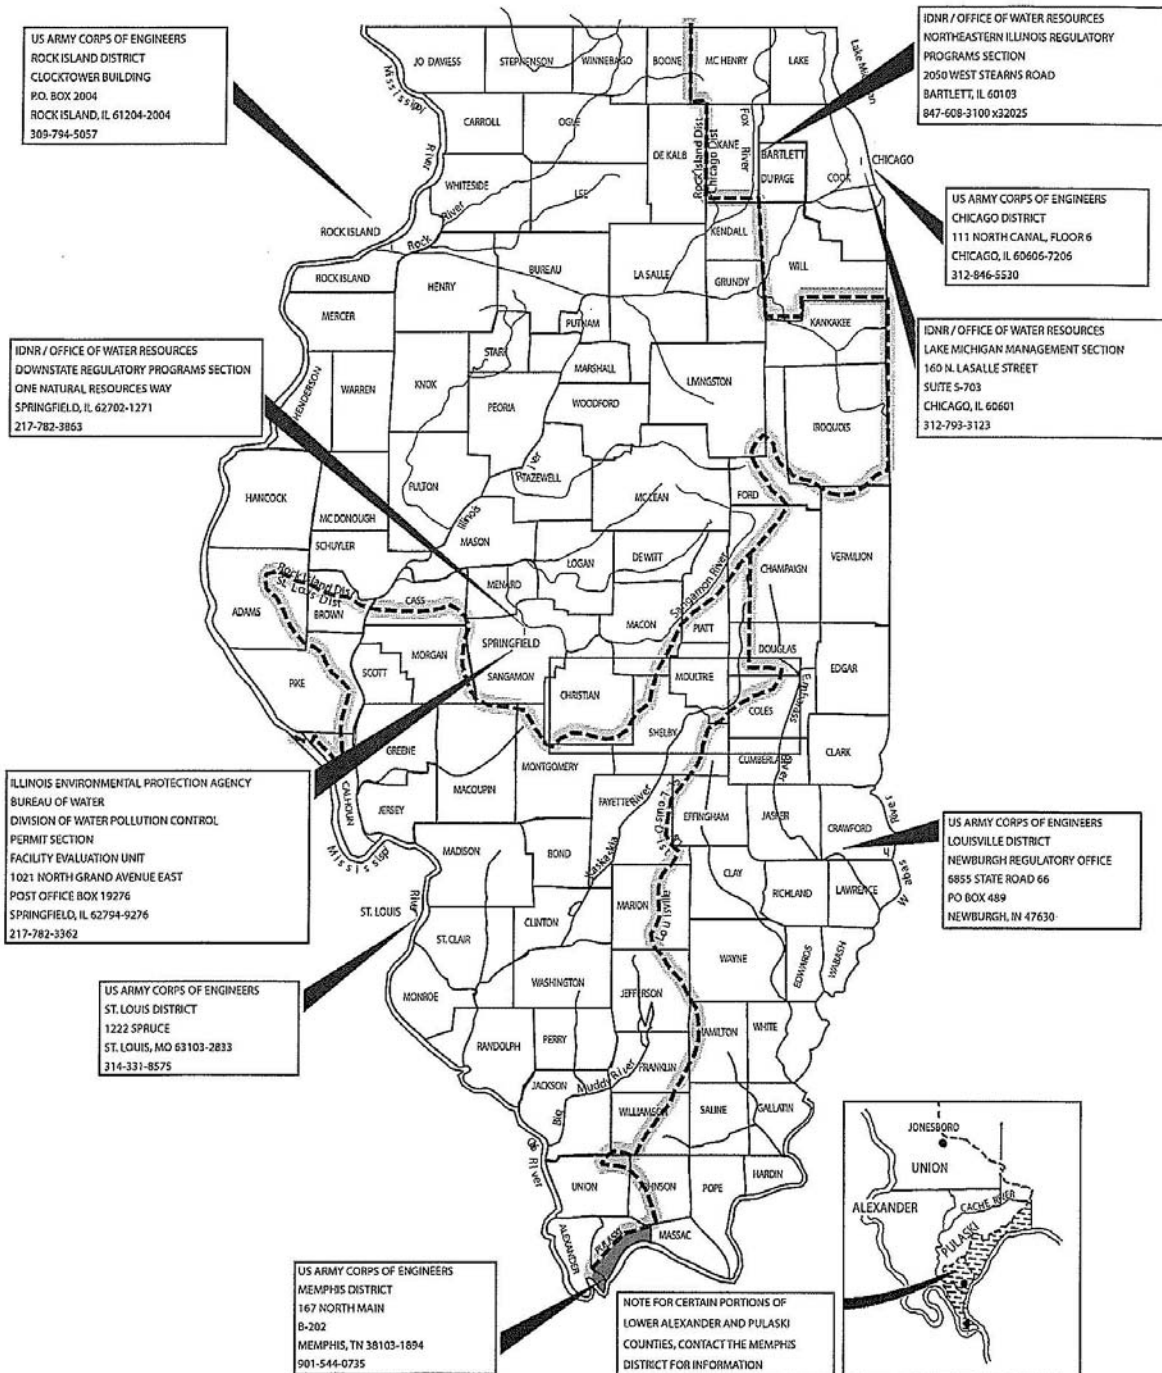 US ARMY CORPS OF ENGINEERS
ROCK ISLAND DISTRICT
CLOCKTOWER BUILDING
P.O. BOX 2004
ROCK ISLAND, IL 61204-2004
309-794-5057
IDNR / OFFICE OF WATER RESOURCES
NORTHEASTERN ILLINOIS REGULATORY
PROGRAMS SECTION
2050 WEST STEARNS ROAD
BARTLETT, IL 60103
847-608-3100 x32025
US ARMY CORPS OF ENGINEERS
CHICAGO DISTRICT
111 NORTH CANAL, FLOOR 6
CHICAGO, IL 60606-7206
312-846-5530
IDNR / OFFICE OF WATER RESOURCES
LAKE MICHIGAN MANAGEMENT SECTION
160 N. LASALLE STREET
SUITE S-703
CHICAGO, IL 60601
312-793-3123
IDNR / OFFICE OF WATER RESOURCES
DOWNSTATE REGULATORY PROGRAMS SECTION
ONE NATURAL RESOURCES WAY
SPRINGFIELD, IL 62702-1271
217-782-3863
ILLINOIS ENVIRONMENTAL PROTECTION AGENCY
BUREAU OF WATER
DIVISION OF WATER POLLUTION CONTROL
PERMIT SECTION
FACILITY EVALUATION UNIT
1021 NORTH GRAND AVENUE EAST
POST OFFICE BOX 19276
SPRINGFIELD, IL 62794-9276
217-782-3362
US ARMY CORPS OF ENGINEERS
LOUISVILLE DISTRICT
NEWBURGH REGULATORY OFFICE
6855 STATE ROAD 66
PO BOX 489
NEWBURGH, IN 47630
US ARMY CORPS OF ENGINEERS
ST. LOUIS DISTRICT
1222 SPRUCE
ST. LOUIS, MO 63103-2833
314-331-8575
US ARMY CORPS OF ENGINEERS
MEMPHIS DISTRICT
167 NORTH MAIN
B-202
MEMPHIS, TN 38103-1894
901-544-0735
NOTE FOR CERTAIN PORTIONS OF
LOWER ALEXANDER AND PULASKI
COUNTIES, CONTACT THE MEMPHIS
DISTRICT FOR INFORMATION
JO DAVIESS
STEPHENSON
WINNEBAGO
BOONE
MC HENRY
LAKE
CARROLL
OGLE
DE KALB
Rock Island Dist
Chicago Dist
KANE
Fox
River
BARTLETT
DUPAGE
COOK
CHICAGO
WHITESIDE
LEE
KENDALL
WILL
ROCK ISLAND
Rock
River
ROCK ISLAND
HENRY
BUREAU
LA SALLE
GRUNDY
KANKAKEE
MERCER
PUTNAM
STARK
MARSHALL
LIVINGSTON
HENDERSON
WARREN
KNOX
PEORIA
WOODFORD
IROQUOIS
HANCOCK
MC DONOUGH
FULTON
Illinois
River
TAZEWELL
MCLEAN
FORD
SCHUYLER
MASON
LOGAN
DEWITT
Sangamon River
CHAMPAIGN
VERMILION
ADAMS
Rock Island Dist
St. Louis Dist
BROWN
CASS
MENARD
SPRINGFIELD
MACON
PIATT
DOUGLAS
EDGAR
PIKE
SCOTT
MORGAN
SANGAMON
CHRISTIAN
MOULTRIE
COLES
Embarrass
River
SHELBY
CUMBERLAND
CLARK
GREENE
MONTGOMERY
CALHOUN
JERSEY
MACOUPIN
FAYETTE
Kaskaskia
River
St. Louis Dist
EFFINGHAM
JASPER
CRAWFORD
Mississippi
River
MADISON
BOND
CLAY
RICHLAND
LAWRENCE
ST. LOUIS
ST. CLAIR
CLINTON
MARION
WAYNE
EDWARDS
WABASH
MONROE
WASHINGTON
JEFFERSON
HAMILTON
WHITE
RANDOLPH
PERRY
FRANKLIN
JACKSON
Big
Muddy River
WILLIAMSON
SALINE
GALLATIN
UNION
JOHNSON
POPE
HARDIN
ALEXANDER
PULASKI
MASSAC
JONESBORO
UNION
ALEXANDER
CACHE RIVER
PULASKI